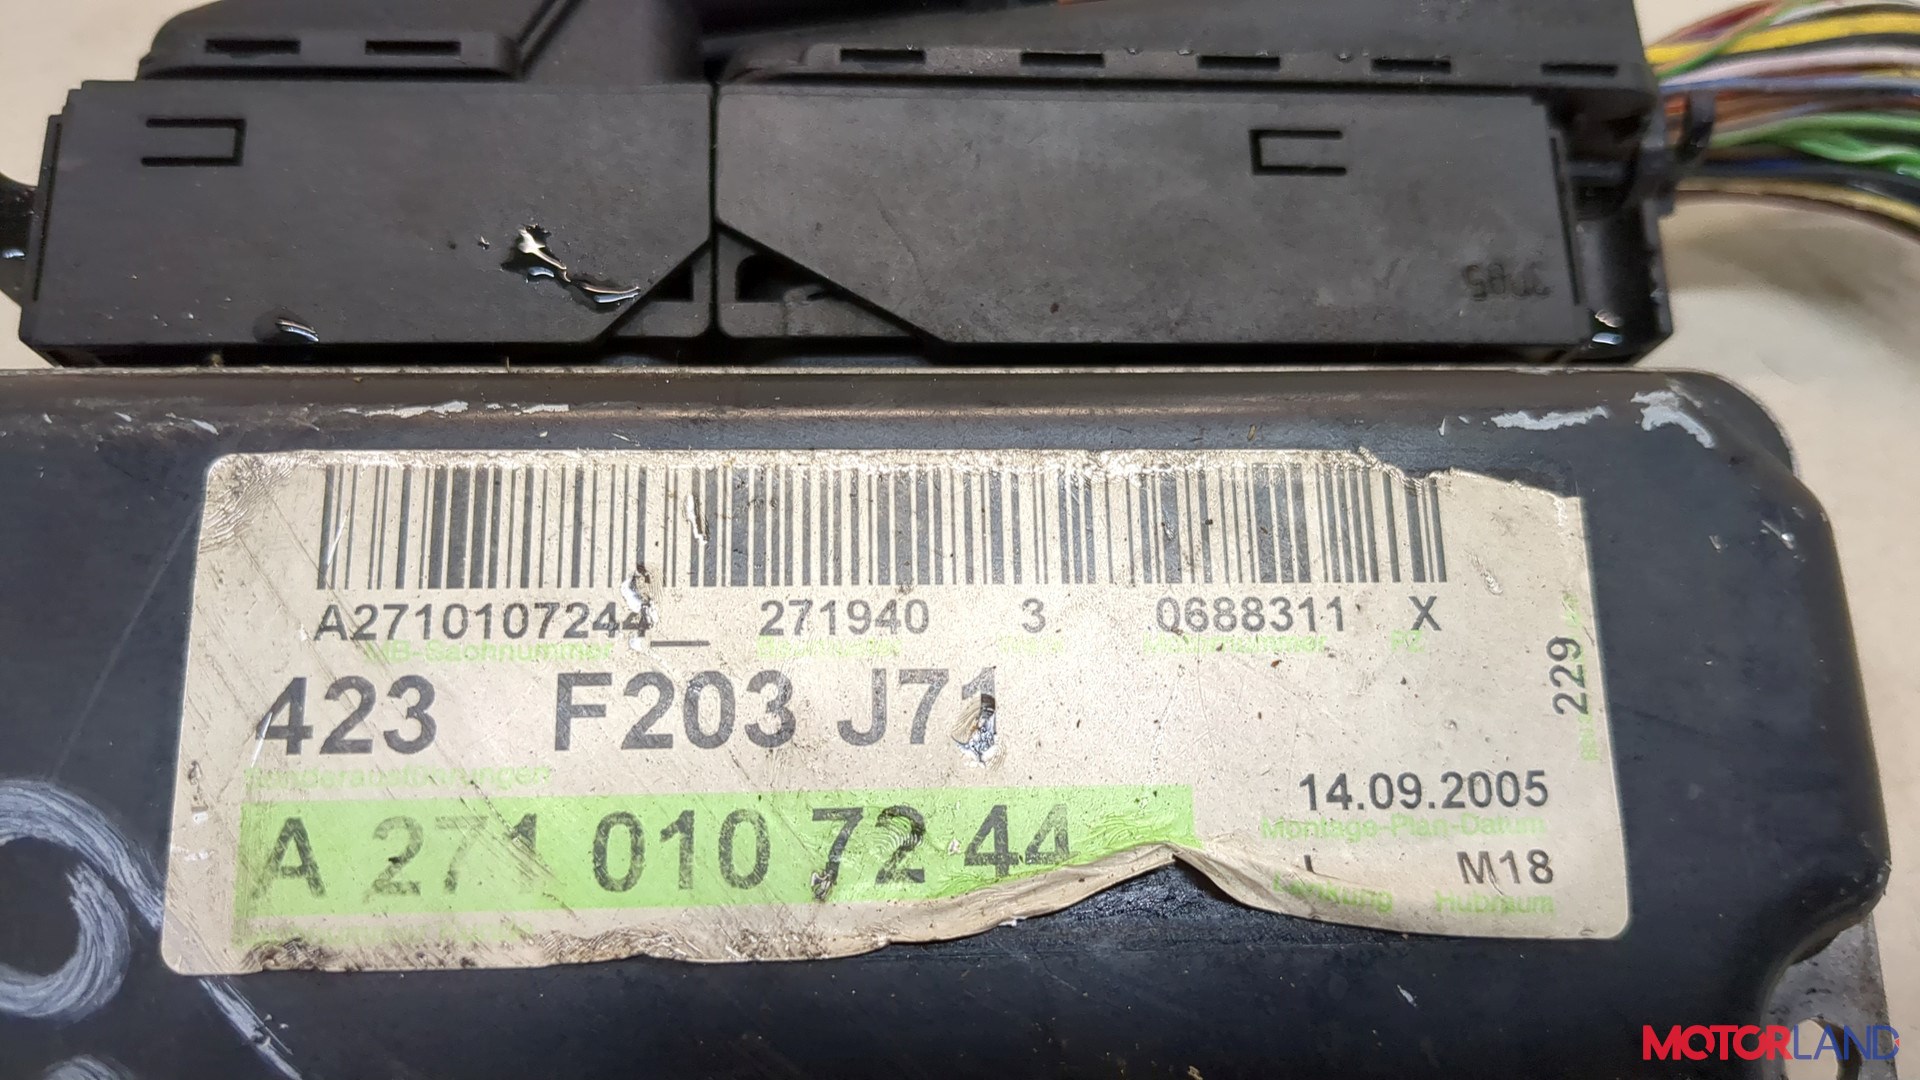 A2710107244__ 271940 3 0688311 X
MB-Sachnummer
423 F203 J71
229
Sonderausführungen
14.09.2005
Montage-Plan-Datum
A 271 010 72 44
L M18
Lenkung Hubraum
MOTORLAND